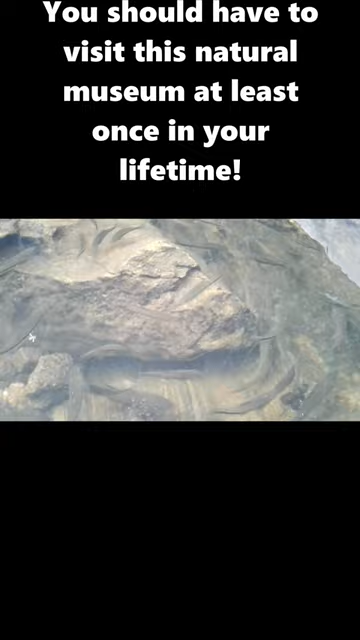 You should have to
visit this natural
museum at least
once in your
lifetime!